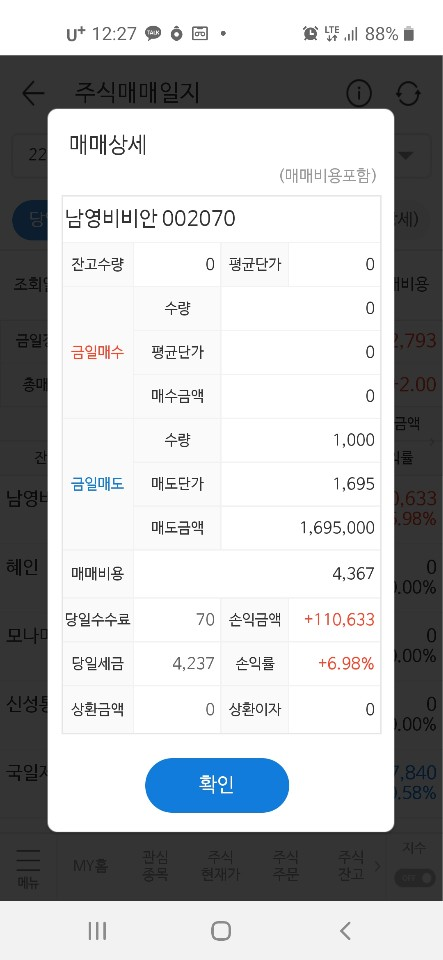 U+ 12:27 TALK LTE 88%
주식매매일지
매매상세
(매매비용포함)
남영비비안 002070
잔고수량 0 평균단가 0
금일매수 수량 0
평균단가 0
매수금액 0
금일매도 수량 1,000
매도단가 1,695
매도금액 1,695,000
매매비용 4,367
당일수수료 70 손익금액 +110,633
당일세금 4,237 손익률 +6.98%
상환금액 0 상환이자 0
확인
혜인
메뉴 MY홈 관심종목 주식현재가 주식주문 주식잔고 지수